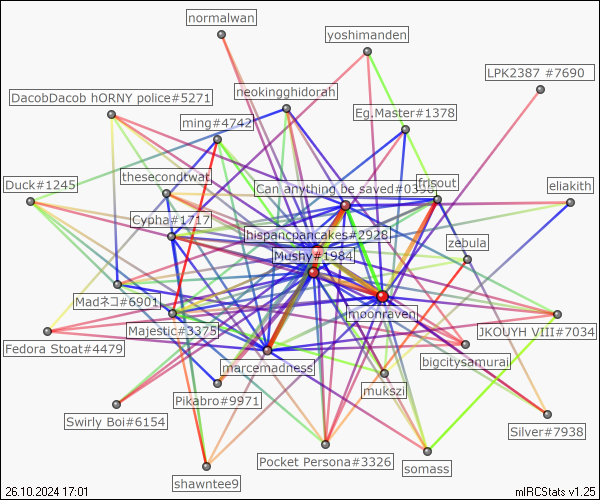 normalwan
yoshimanden
LPK2387 #7690
DacobDacob hORNY police#5271
neokingghidorah
Eg.Master#1378
ming#4742
Duck#1245
thesecondtwat
Can anything be saved#0398
frisout
eliakith
Cypha#1717
hispancpancakes#2928
zebula
Mushy#1984
Madネコ#6901
moonraven
Majestic#3375
JKOUYH VIII#7034
Fedora Stoat#4479
marcemadness
bigcitysamurai
Pikabro#9971
mukszi
Swirly Boi#6154
Silver#7938
Pocket Persona#3326
somass
shawntee9
26.10.2024 17:01
mIRCStats v1.25